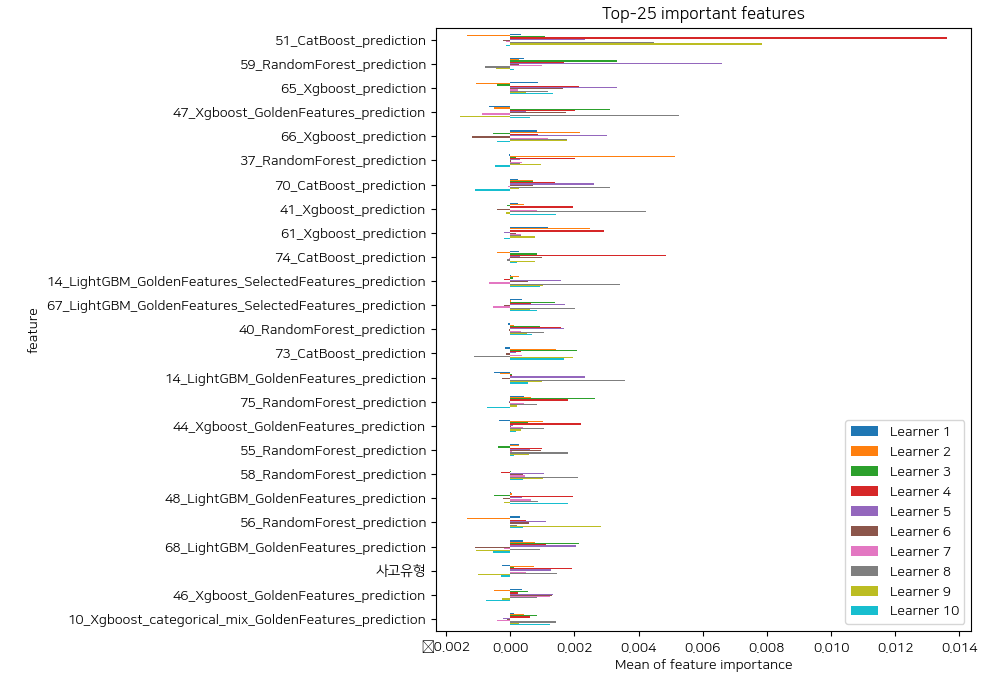 Top-25 important features
51_CatBoost_prediction
59_RandomForest_prediction
65_Xgboost_prediction
47_Xgboost_GoldenFeatures_prediction
66_Xgboost_prediction
37_RandomForest_prediction
70_CatBoost_prediction
41_Xgboost_prediction
61_Xgboost_prediction
74_CatBoost_prediction
14_LightGBM_GoldenFeatures_SelectedFeatures_prediction
67_LightGBM_GoldenFeatures_SelectedFeatures_prediction
40_RandomForest_prediction
73_CatBoost_prediction
14_LightGBM_GoldenFeatures_prediction
75_RandomForest_prediction
44_Xgboost_GoldenFeatures_prediction
55_RandomForest_prediction
58_RandomForest_prediction
48_LightGBM_GoldenFeatures_prediction
56_RandomForest_prediction
68_LightGBM_GoldenFeatures_prediction
사고유형
46_Xgboost_GoldenFeatures_prediction
10_Xgboost_categorical_mix_GoldenFeatures_prediction
feature
Learner 1
Learner 2
Learner 3
Learner 4
Learner 5
Learner 6
Learner 7
Learner 8
Learner 9
Learner 10
0.002 0.000 0.002 0.004 0.006 0.008 0.010 0.012 0.014
Mean of feature importance